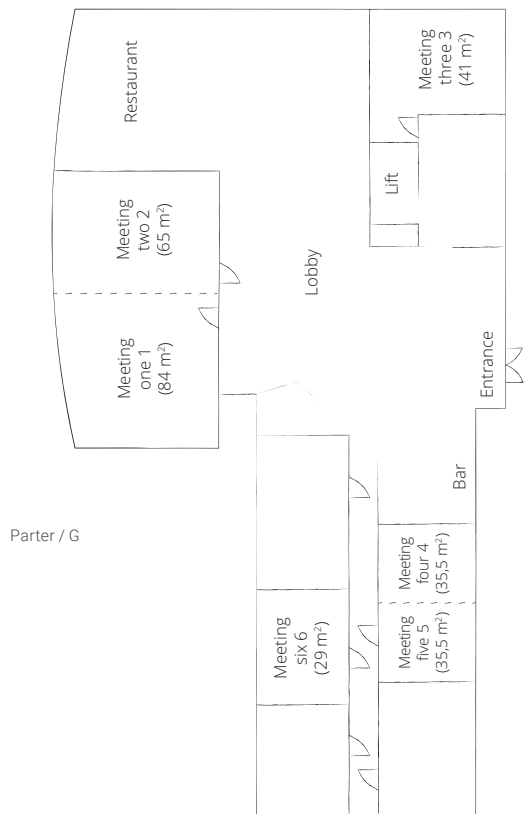 Restaurant
Meeting
three 3
(41 m²)
Lift
Meeting
two 2
(65 m²)
Lobby
Meeting
one 1
(84 m²)
Entrance
Bar
Parter / G
Meeting
four 4
(35,5 m²)
Meeting
five 5
(35,5 m²)
Meeting
six 6
(29 m²)